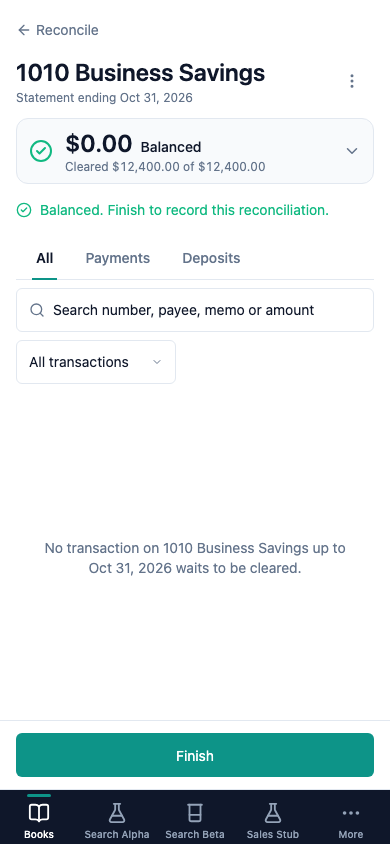 Reconcile
1010 Business Savings
Statement ending Oct 31, 2026
$0.00 Balanced
Cleared $12,400.00 of $12,400.00
Balanced. Finish to record this reconciliation.
All Payments Deposits
Search number, payee, memo or amount
All transactions
No transaction on 1010 Business Savings up to
Oct 31, 2026 waits to be cleared.
Finish
Books Search Alpha Search Beta Sales Stub More